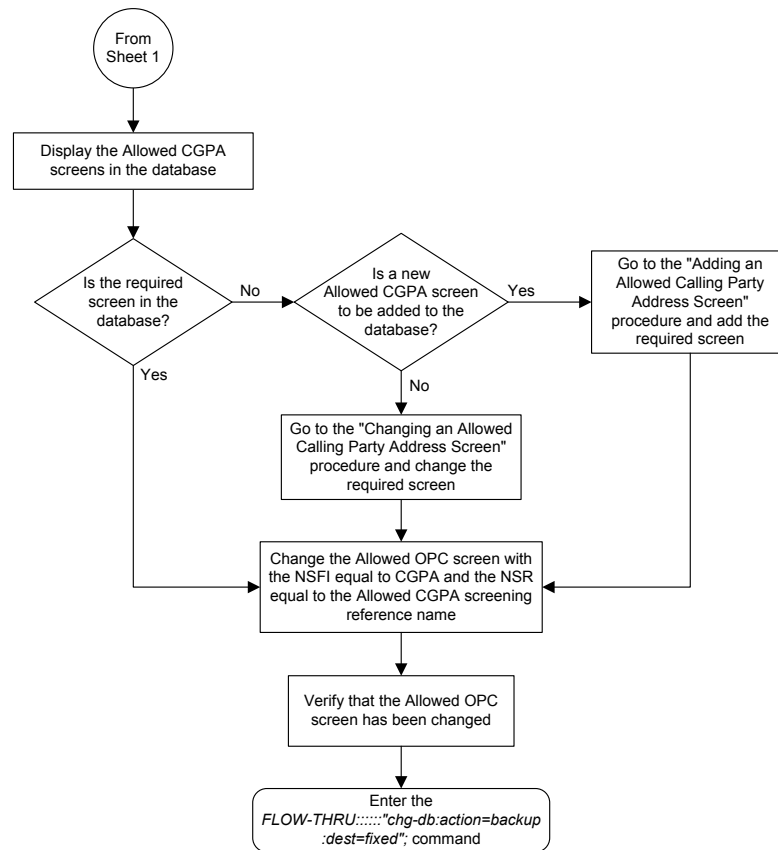 From
Sheet 1
Display the Allowed CGPA
screens in the database
Is the required
screen in the
database?
No
Yes
Is a new
Allowed CGPA screen
to be added to the
database?
Yes
No
Go to the "Adding an
Allowed Calling Party
Address Screen"
procedure and add the
required screen
Go to the "Changing an Allowed
Calling Party Address Screen"
procedure and change the
required screen
Change the Allowed OPC screen with
the NSFI equal to CGPA and the NSR
equal to the Allowed CGPA screening
reference name
Verify that the Allowed OPC
screen has been changed
Enter the
FLOW-THRU::::::"chg-db:action=backup
:dest=fixed"; command